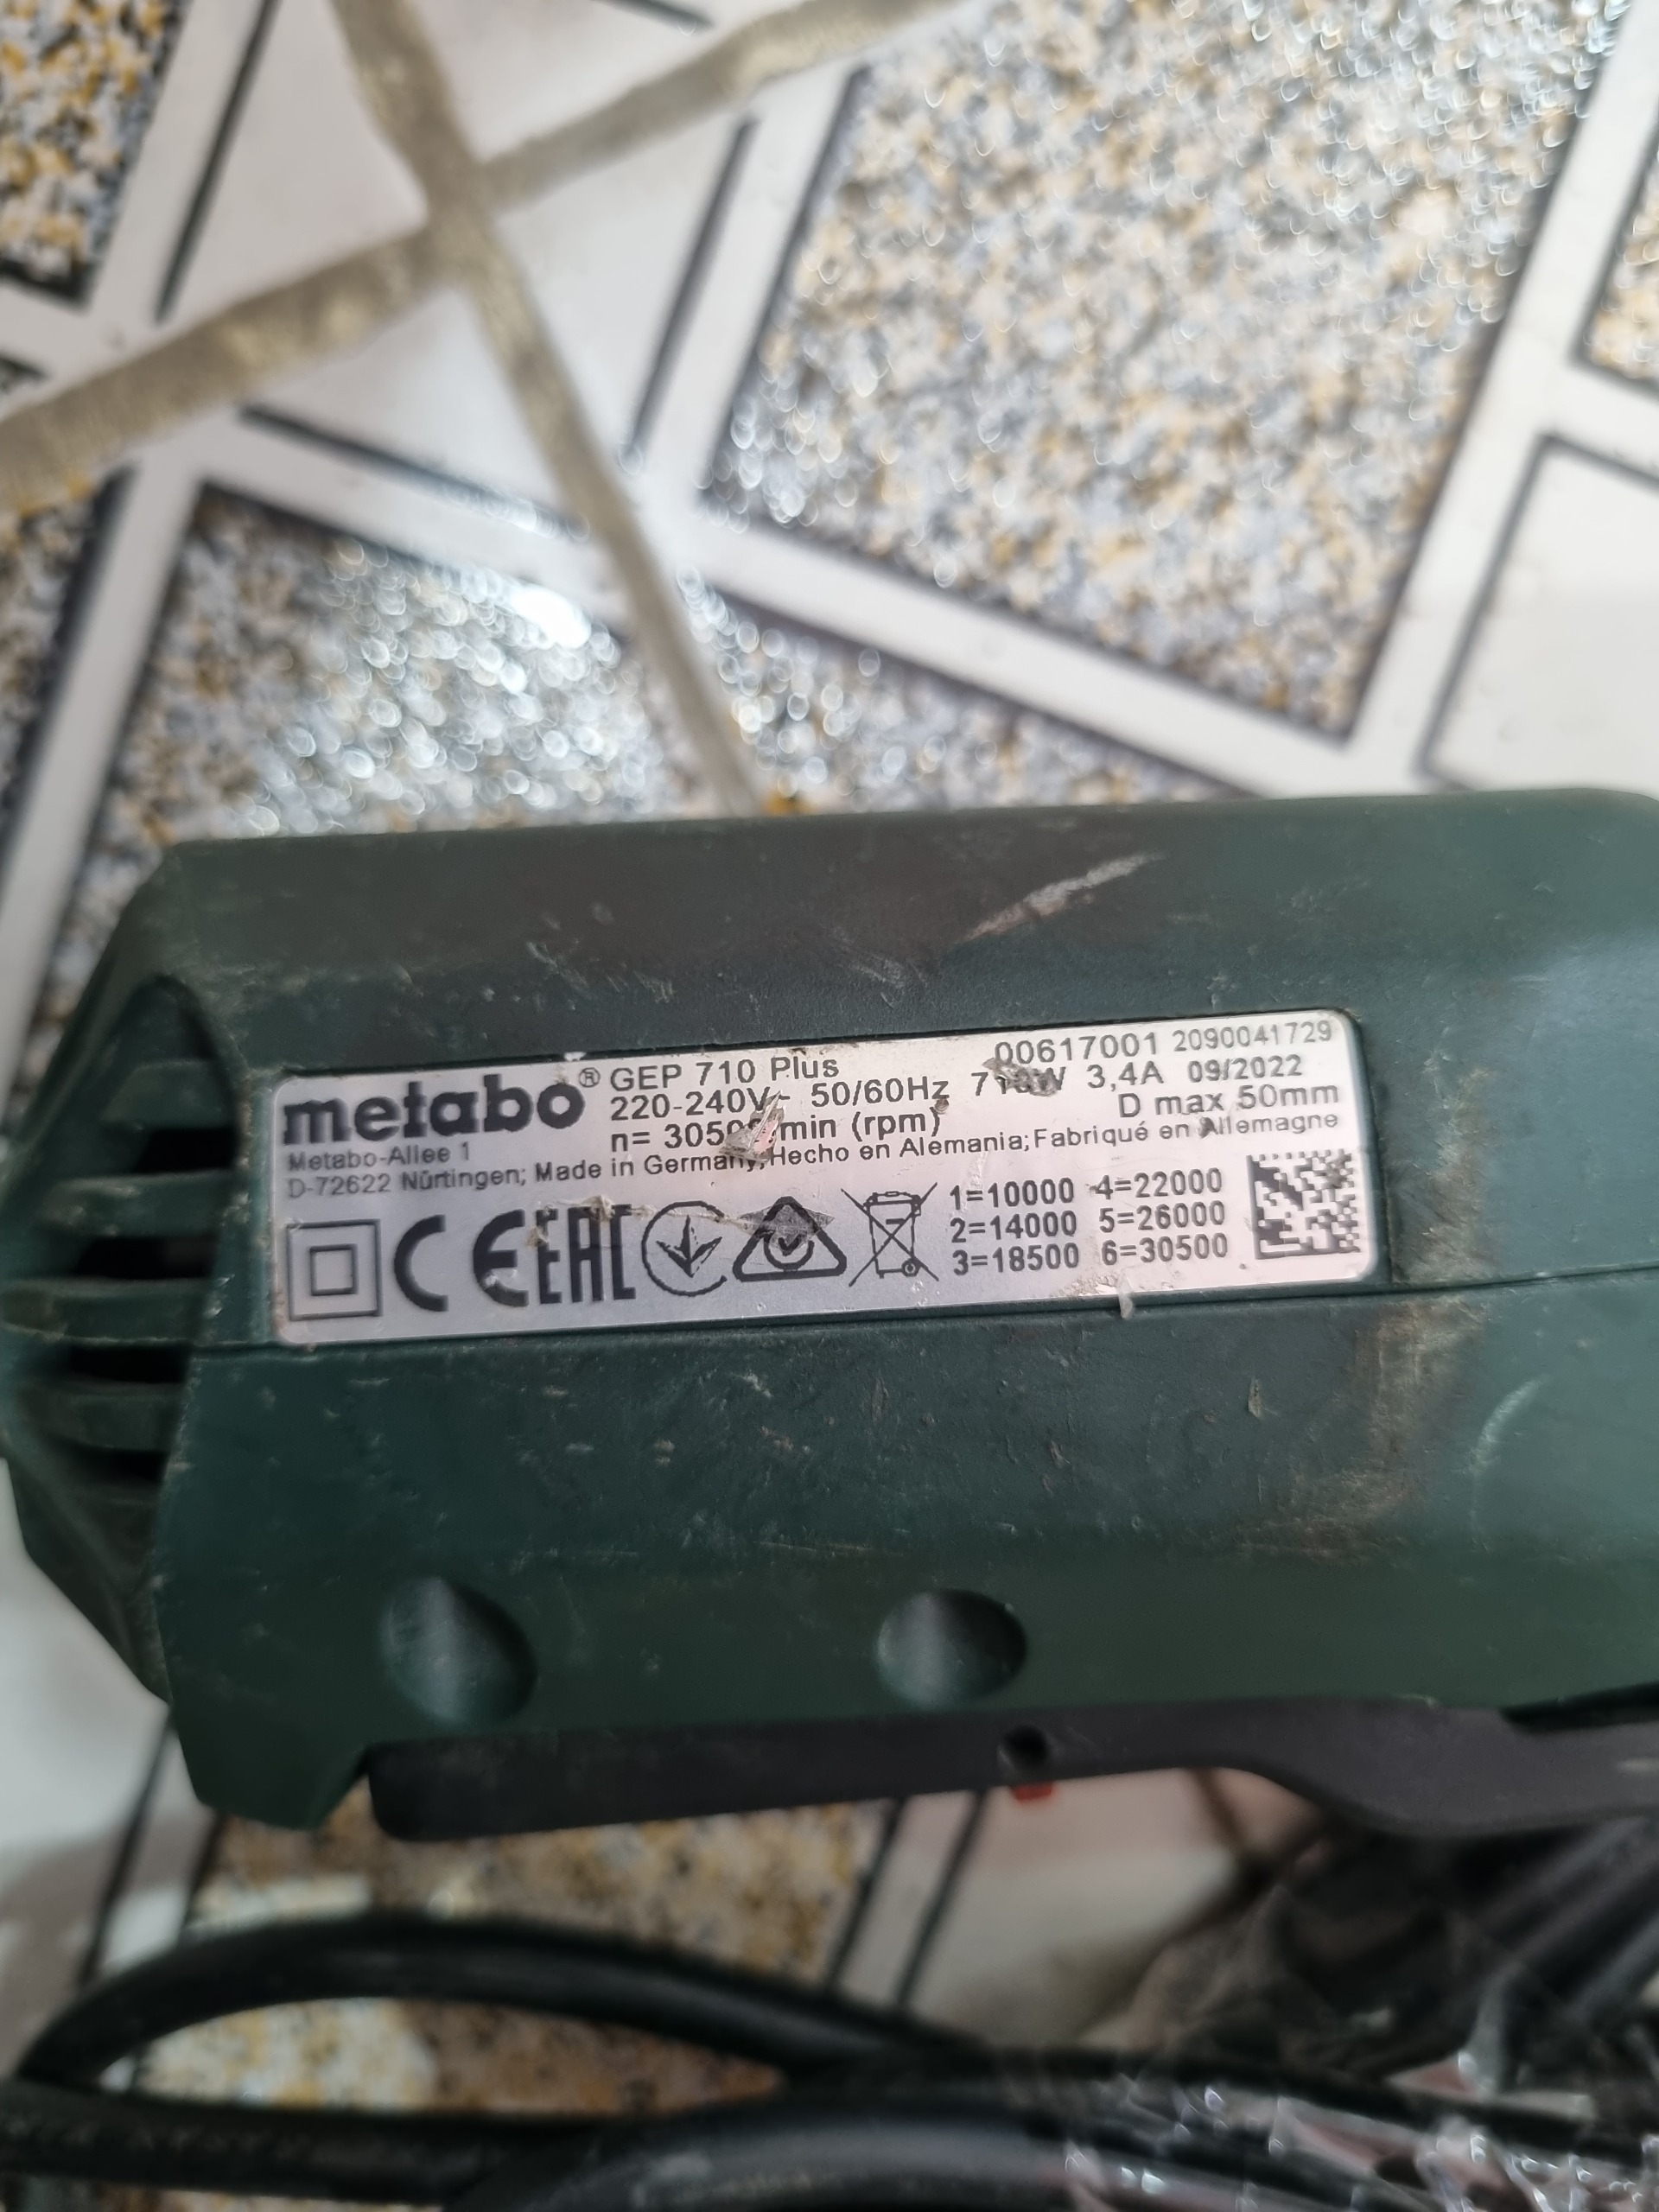 metabo® GEP 710 Plus 00617001 2090041729
220-240V~ 50/60Hz 3,4A 09/2022
n= min (rpm) D max 50mm
Metabo-Allee 1
D-72622 Nürtingen; Made in Germany; Hecho en Alemania; Fabriqué en Allemagne
CE EAC
1=10000 4=22000
2=14000 5=26000
3=18500 6=30500